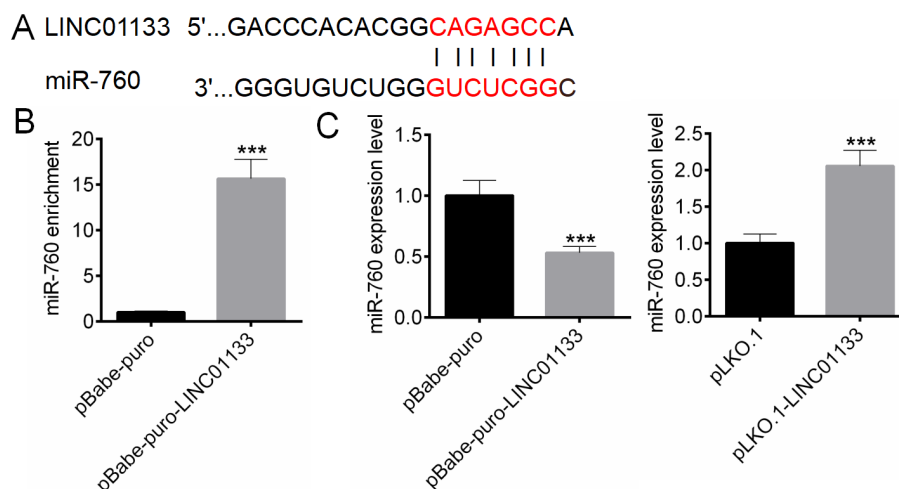 A LINC01133 5'...GACCCACACGGCAGAGCCA
miR-760 3'...GGGUGUCUGGGUCUCGGC
B
miR-760 enrichment
20
15
10
5
0
***
pBabe-puro
pBabe-puro-LINC01133
C
miR-760 expression level
1.5
1.0
0.5
0.0
***
pBabe-puro
pBabe-puro-LINC01133
miR-760 expression level
2.5
2.0
1.5
1.0
0.5
0.0
***
pLKO.1
pLKO.1-LINC01133